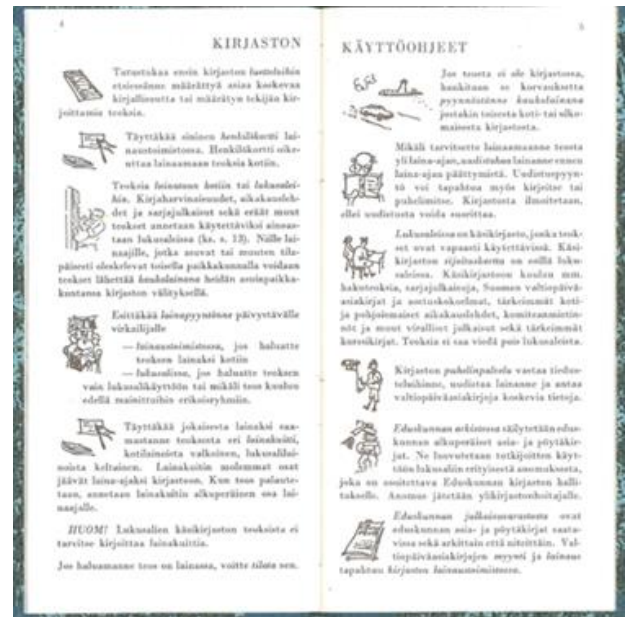 4
KIRJASTON
Tutustukaa ensin kirjaston luetteloihin
etsiessänne määrättyä asiaa koskevaa
kirjallisuutta tai määrätyn tekijän kir-
joittamia teoksia.
Täyttäkää sininen henkilökortti lai-
naustoimistossa. Henkilökortti oikeuttaa
lainaamaan teoksia kotiin.
Teoksia lainataan kotiin tai lukusalei-
hin. Kirjaharvinaisuudet, aikakausleh-
det ja sarjajulkaisut sekä eräät muut
teokset annetaan käytettäviksi ainoas-
taan lukusaleissa (ks. s. 13). Niille lai-
naajille, jotka asuvat tai muuten tila-
päisesti oleskelevat toisella paikkakunnalla voidaan
teokset lähettää kaukolainana heidän asuinpaikka-
kuntansa kirjaston välityksellä.
Esittäkää lainapyyntönne päivystävälle
virkailijalle
— lainaustoimistossa, jos haluatte
teoksen lainaksi kotiin
— lukusalissa, jos haluatte teoksen
vain lukusalikäyttöön tai mikäli teos kuuluu
edellä mainittuihin erikoisryhmiin.
Täyttäkää jokaisesta lainaksi saa-
mastanne teoksesta eri lainakuitti,
kotilainoista valkoinen, lukusalilai-
noista keltainen. Lainakuitin molemmat osat
jäävät laina-ajaksi kirjastoon. Kun teos palaute-
taan, annetaan lainakuitin alkuperäinen osa lai-
naajalle.
HUOM! Lukusalien käsikirjaston teoksista ei
tarvitse kirjoittaa lainakuittia.
Jos haluamanne teos on lainassa, voitte tilata sen.
5
KÄYTTÖOHJEET
Jos teosta ei ole kirjastossa,
hankitaan se korvauksetta
pyynnöstänne kaukolainana
jostakin toisesta koti- tai ulko-
maisesta kirjastosta.
Mikäli tarvitsette lainaamaanne teosta
yli laina-ajan, uudistakaa lainanne ennen
laina-ajan päättymistä. Uudistuspyyn-
tö voi tapahtua myös kirjeitse tai
puhelimitse. Kirjastosta ilmoitetaan,
ellei uudistusta voida suorittaa.
Lukusaleissa on käsikirjasto, jonka teok-
set ovat vapaasti käytettävissä. Käsi-
kirjaston sijoituskartta on esillä luku-
saleissa. Käsikirjastoon kuuluu mm.
hakuteoksia, sarjajulkaisuja, Suomen valtiopäivä-
asiakirjat ja asetuskokoelmat, tärkeimmät koti-
ja pohjoismaiset aikakauslehdet, komiteanmietin-
nöt ja muut viralliset julkaisut sekä tärkeimmät
kurssikirjat. Teoksia ei saa viedä pois lukusaleista.
Kirjaston puhelinpalvelu vastaa tiedus-
teluihinne, uudistaa lainanne ja antaa
valtiopäiväasiakirjoja koskevia tietoja.
Eduskunnan arkistossa säilytetään edus-
kunnan alkuperäiset asia- ja pöytäkir-
jat. Ne luovutetaan tutkijoitten käyt-
töön lukusaliin erityisestä anomuksesta,
joka on osoitettava Eduskunnan kirjaston halli-
tukselle. Anomus jätetään ylikirjastonhoitajalle.
Eduskunnan julkaisuvarastosta ovat
eduskunnan asia- ja pöytäkirjat saata-
vissa sekä arkittain että niteittäin. Val-
tiopäiväasiakirjojen myynti ja lainaus
tapahtuu kirjaston lainaustoimistossa.